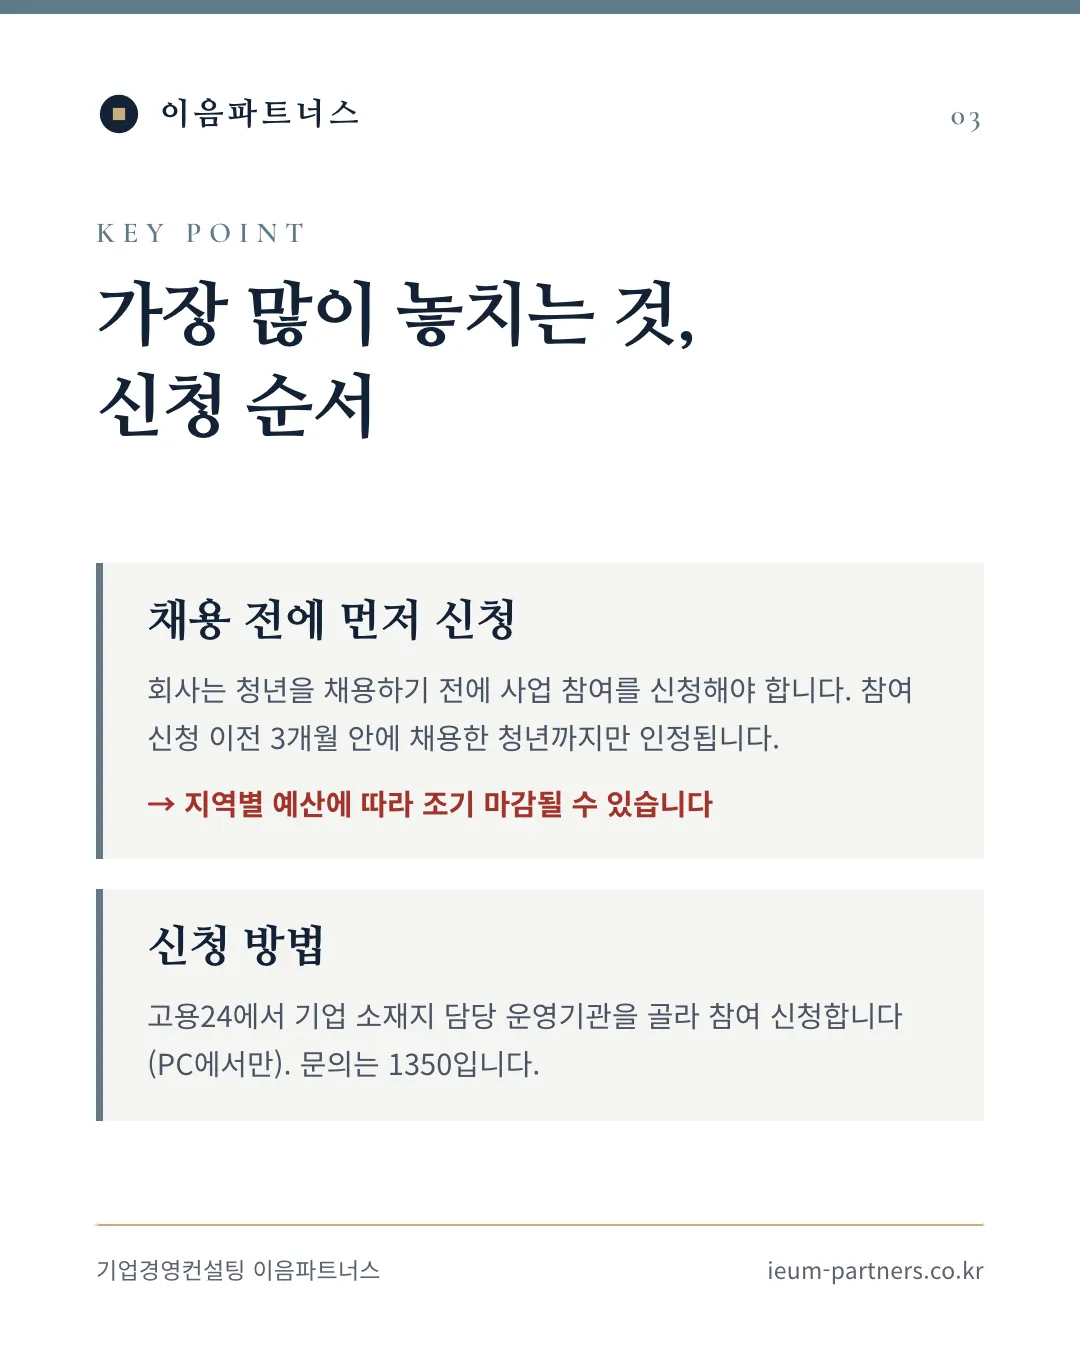 이음파트너스
03
KEY POINT
가장 많이 놓치는 것,
신청 순서
채용 전에 먼저 신청
회사는 청년을 채용하기 전에 사업 참여를 신청해야 합니다. 참여
신청 이전 3개월 안에 채용한 청년까지만 인정됩니다.
→ 지역별 예산에 따라 조기 마감될 수 있습니다
신청 방법
고용24에서 기업 소재지 담당 운영기관을 골라 참여 신청합니다
(PC에서만). 문의는 1350입니다.
기업경영컨설팅 이음파트너스
ieum-partners.co.kr